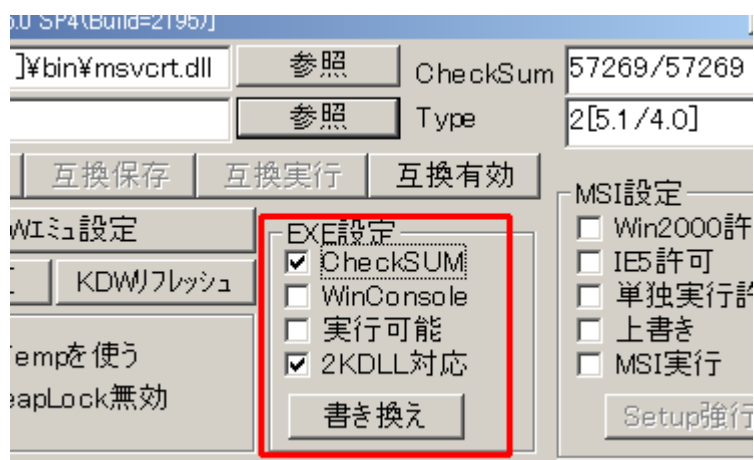 5.0 SP4(Build=2195)]
]¥bin¥msvcrt.dll
参照
CheckSum
57269/57269
参照
Type
2[5.1/4.0]
互換保存
互換実行
互換有効
MSI設定
Wエミュ設定
EXE設定
Win2000許
CheckSUM
IE5許可
KDWリフレッシュ
WinConsole
単独実行許
実行可能
上書き
Tempを使う
2KDLL対応
MSI実行
eapLock無効
書き換え
Setup強行